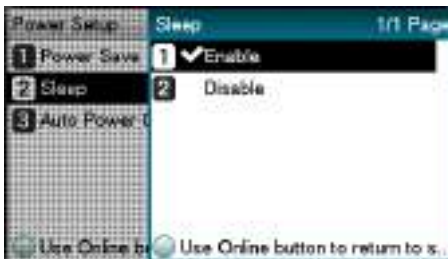 Power Setup
1 Power Save
2 Sleep
3 Auto Power
Use Online b
Sleep 1/1 Page
1 ✔Enable
2 Disable
Use Online button to return to s..